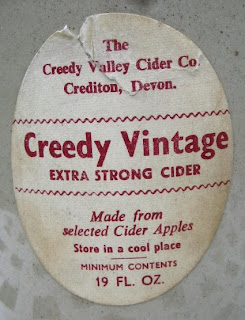 The
Creedy Valley Cider Co.
Crediton, Devon.
Creedy Vintage
EXTRA STRONG CIDER
Made from
selected Cider Apples
Store in a cool place
MINIMUM CONTENTS
19 FL. OZ.